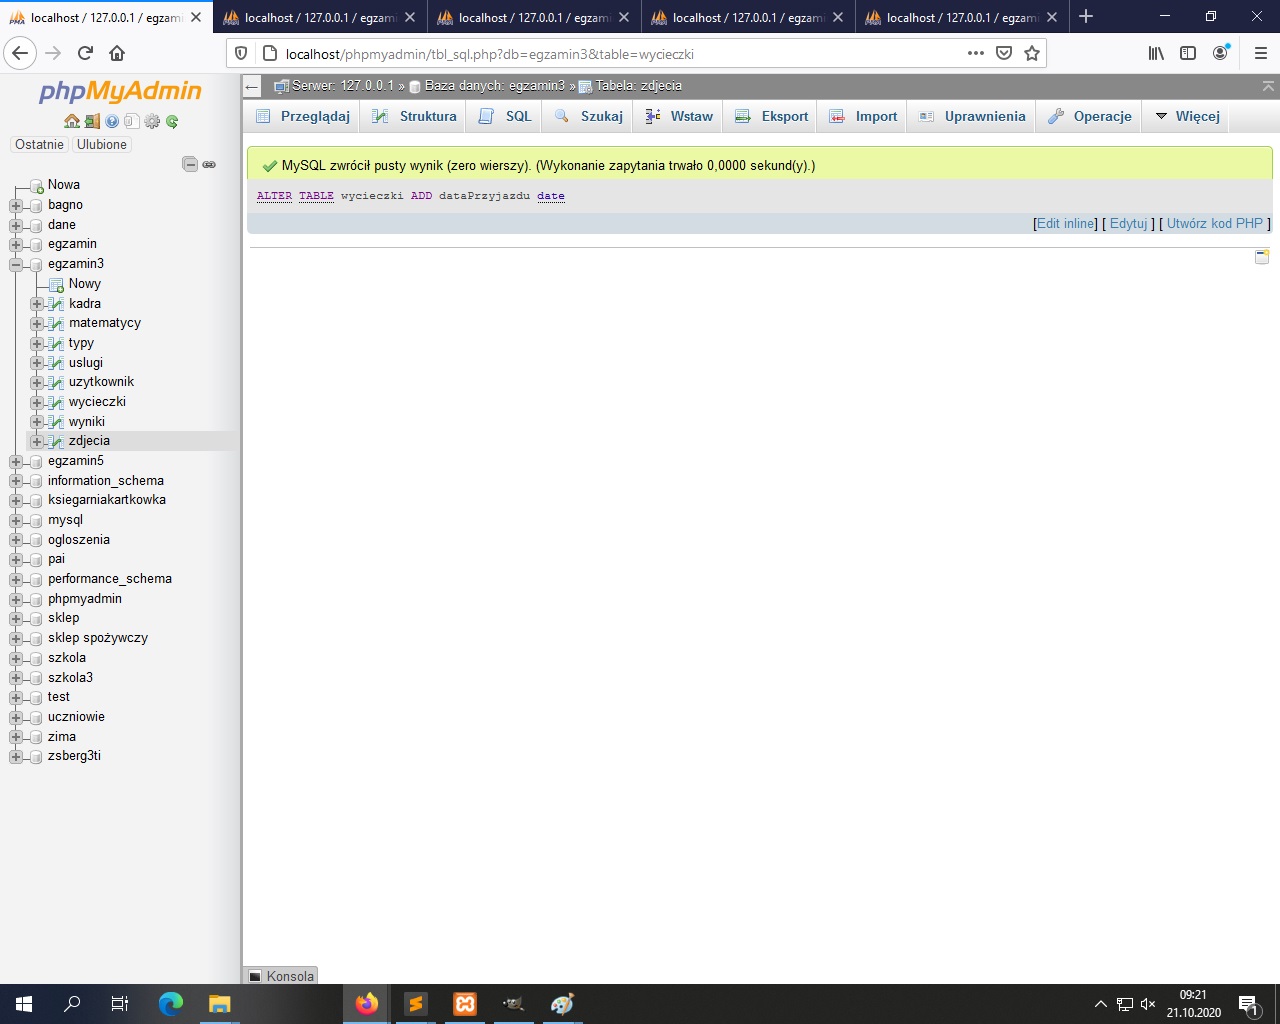 localhost / 127.0.0.1 / egzami
localhost / 127.0.0.1 / egzami
localhost / 127.0.0.1 / egzami
localhost / 127.0.0.1 / egzami
localhost / 127.0.0.1 / egzami
localhost/phpmyadmin/tbl_sql.php?db=egzamin3&table=wycieczki
phpMyAdmin
Ostatnie Ulubione
Nowa
bagno
dane
egzamin
egzamin3
Nowy
kadra
matematycy
typy
uslugi
uzytkownik
wycieczki
wyniki
zdjecia
egzamin5
information_schema
ksiegarniakartkowka
mysql
ogloszenia
pai
performance_schema
phpmyadmin
sklep
sklep spożywczy
szkola
szkola3
test
uczniowie
zima
zsberg3ti
Serwer: 127.0.0.1 » Baza danych: egzamin3 » Tabela: zdjecia
Przeglądaj Struktura SQL Szukaj Wstaw Eksport Import Uprawnienia Operacje Więcej
MySQL zwrócił pusty wynik (zero wierszy). (Wykonanie zapytania trwało 0,0000 sekund(y).)
ALTER TABLE wycieczki ADD dataPrzyjazdu date
[Edit inline] [ Edytuj ] [ Utwórz kod PHP ]
Konsola
09:21
21.10.2020
1